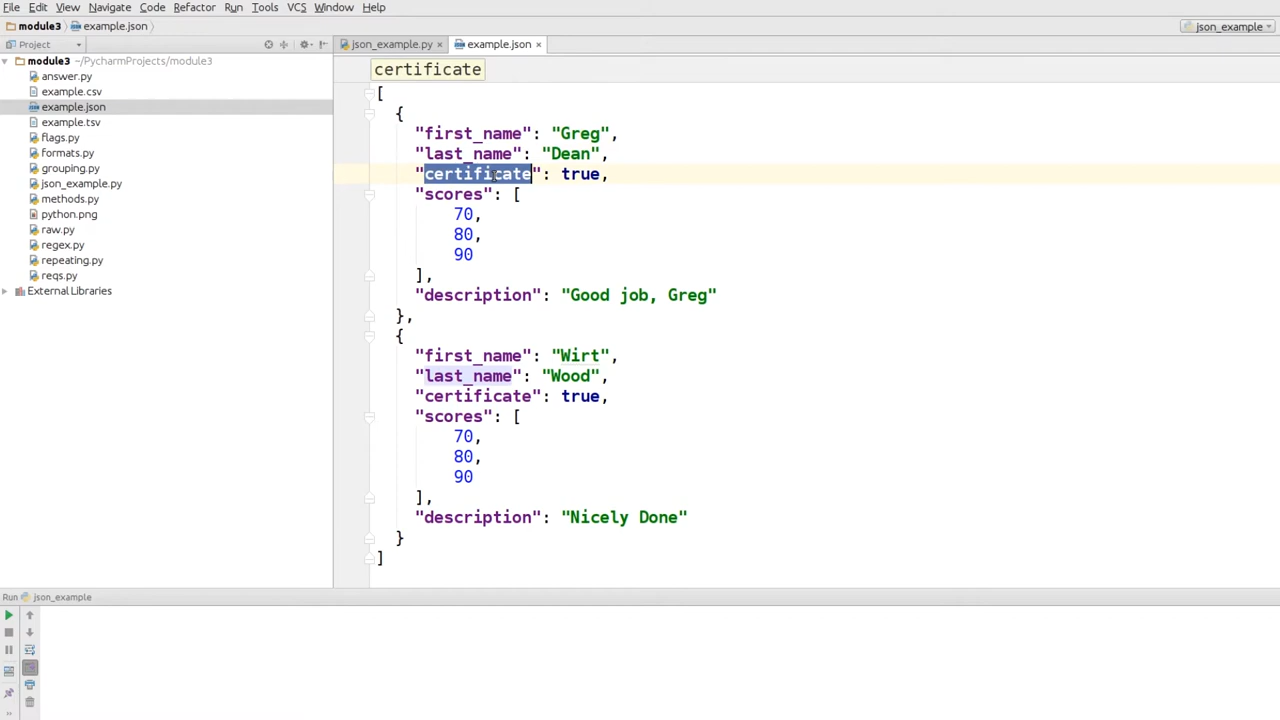 File Edit View Navigate Code Refactor Run Tools VCS Window Help
module3 example.json json_example
Project
json_example.py × example.json ×
module3 ~/PycharmProjects/module3
answer.py
example.csv
example.json
example.tsv
flags.py
formats.py
grouping.py
json_example.py
methods.py
python.png
raw.py
regex.py
repeating.py
reqs.py
External Libraries
certificate
[
{
"first_name": "Greg",
"last_name": "Dean",
"certificate": true,
"scores": [
70,
80,
90
],
"description": "Good job, Greg"
},
{
"first_name": "Wirt",
"last_name": "Wood",
"certificate": true,
"scores": [
70,
80,
90
],
"description": "Nicely Done"
}
]
Run json_example